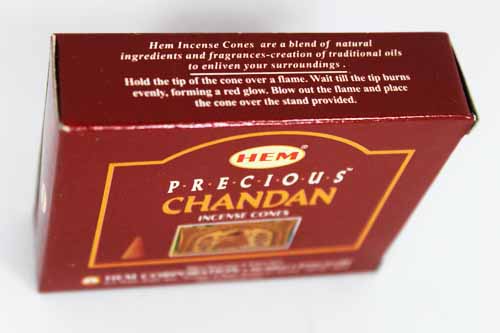 Hem Incense Cones are a blend of natural
ingredients and fragrances-creation of traditional oils
to enliven your surroundings .
Hold the tip of the cone over a flame. Wait till the tip burns
evenly, forming a red glow. Blow out the flame and place
the cone over the stand provided.
HEM
P·R·E·C·I·O·U·S™
CHANDAN
INCENSE CONES
HEM CORPORATION